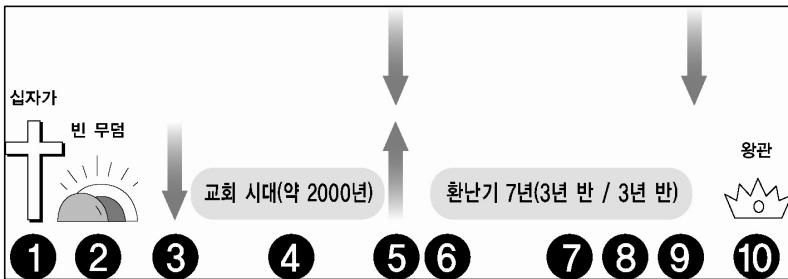 십자가
빈 무덤
왕관
교회 시대(약 2000년)
환난기 7년(3년 반 / 3년 반)
1 2 3 4 5 6 7 8 9 10